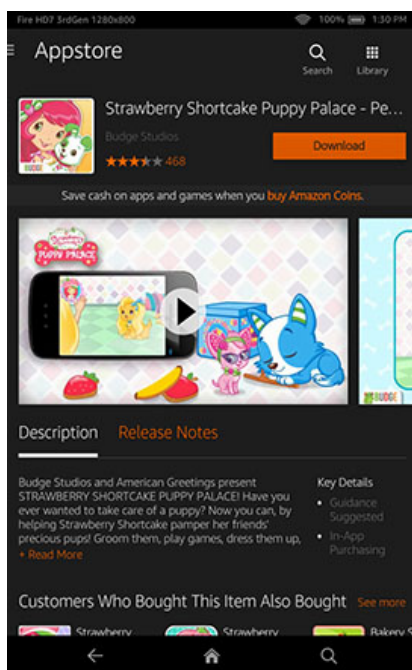 Fire HD7 3rdGen 1280x800 100% 1:30 PM
Appstore
Search Library
Strawberry Shortcake Puppy Palace - Pe...
Budge Studios
Download
468
Save cash on apps and games when you buy Amazon Coins.
PUPPY PALACE
BUDGE
Description Release Notes
Budge Studios and American Greetings present
STRAWBERRY SHORTCAKE PUPPY PALACE! Have you
ever wanted to take care of a puppy? Now you can, by
helping Strawberry Shortcake pamper her friends'
precious pups! Groom them, play games, dress them up,
+ Read More
Key Details
• Guidance
Suggested
• In-App
Purchasing
Customers Who Bought This Item Also Bought See more
Strawberry Strawberry Bakery S